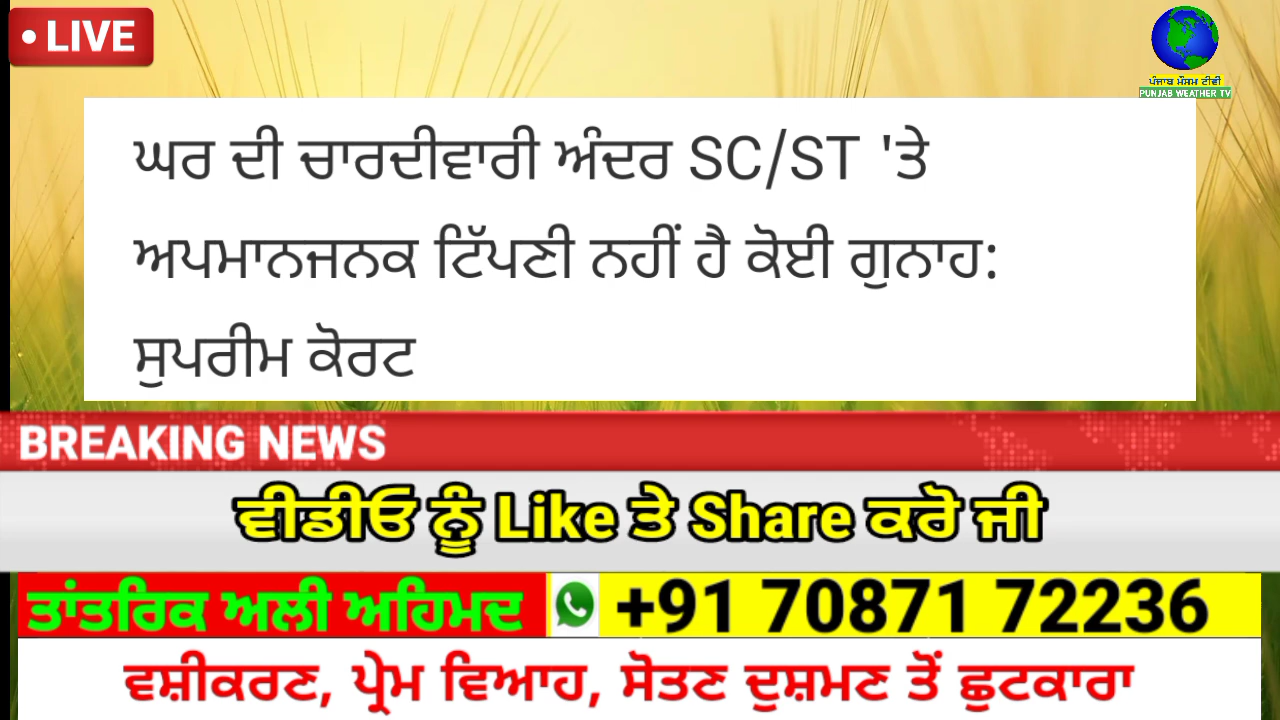 • LIVE
ਪੰਜਾਬ ਮੌਸਮ ਟੀਵੀ
PUNJAB WEATHER TV
ਘਰ ਦੀ ਚਾਰਦੀਵਾਰੀ ਅੰਦਰ SC/ST 'ਤੇ
ਅਪਮਾਨਜਨਕ ਟਿੱਪਣੀ ਨਹੀਂ ਹੈ ਕੋਈ ਗੁਨਾਹ:
ਸੁਪਰੀਮ ਕੋਰਟ
BREAKING NEWS
ਵੀਡੀਓ ਨੂੰ Like ਤੇ Share ਕਰੋ ਜੀ
ਤਾਂਤਰਿਕ ਅਲੀ ਅਹਿਮਦ +91 70871 72236
ਵਸ਼ੀਕਰਣ, ਪ੍ਰੇਮ ਵਿਆਹ, ਸੋਤਣ ਦੁਸ਼ਮਣ ਤੋਂ ਛੁਟਕਾਰਾ